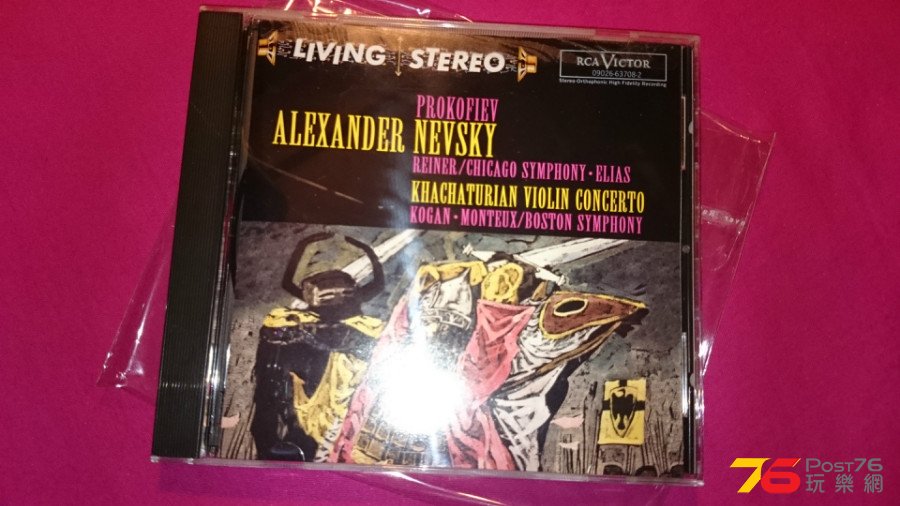 LIVING STEREO
RCA VICTOR
09026-63708-2
Stereo-Orthophonic High Fidelity Recording
PROKOFIEV
ALEXANDER NEVSKY
REINER/CHICAGO SYMPHONY · ELIAS
KHACHATURIAN VIOLIN CONCERTO
KOGAN · MONTEUX/BOSTON SYMPHONY
76 POST76
玩樂網